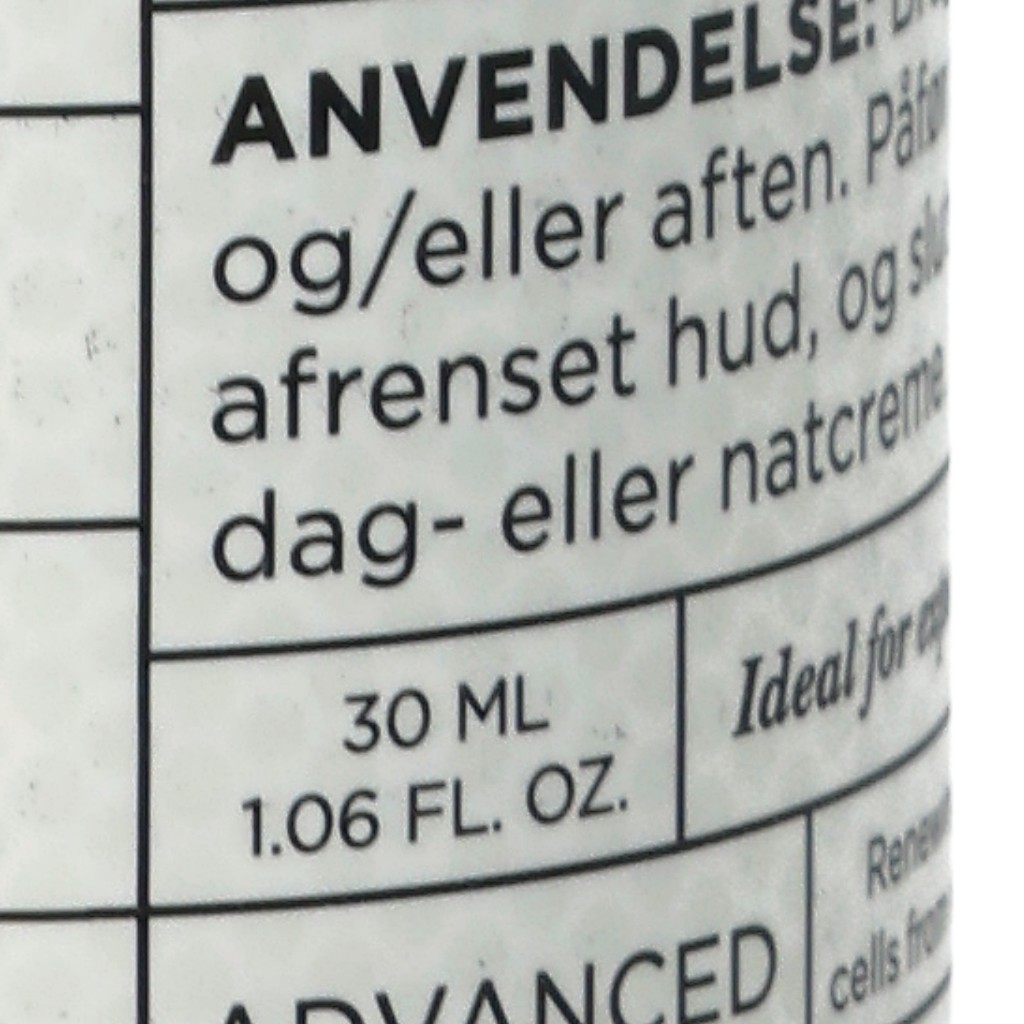 ANVENDELSE:
og/eller aften.
afrenset hud, og
dag- eller natcreme.
30 ML
1.06 FL. OZ.
Ideal for
ADVANCED
cells from